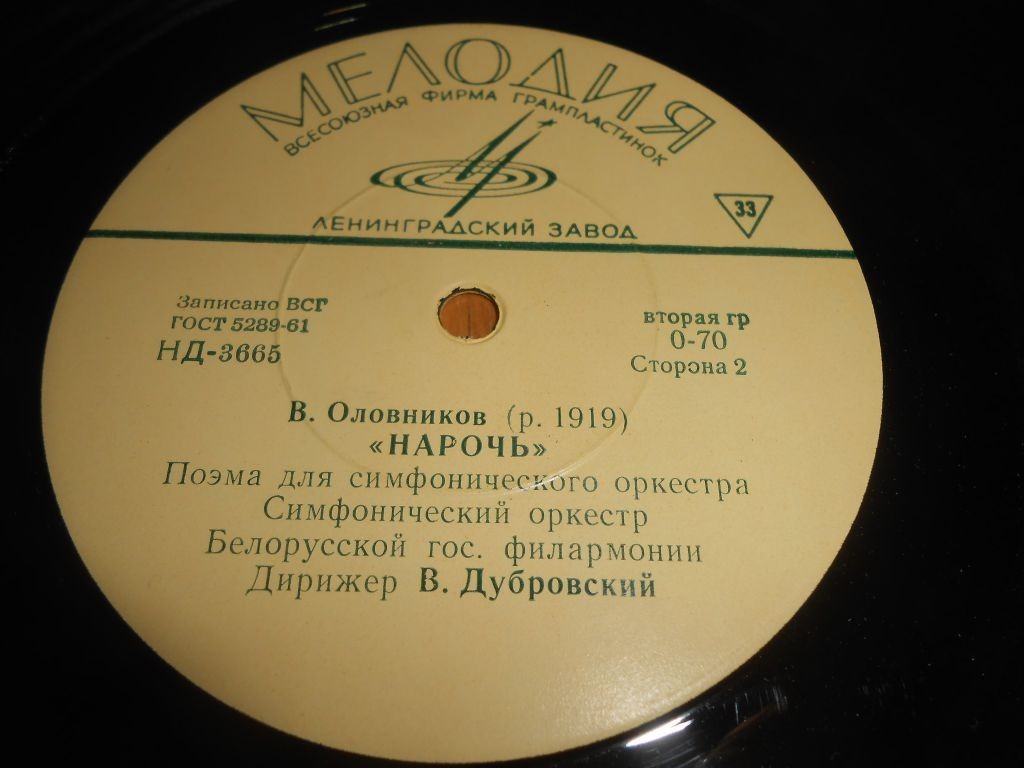 МЕЛОДИЯ
ВСЕСОЮЗНАЯ ФИРМА ГРАМПЛАСТИНОК
ЛЕНИНГРАДСКИЙ ЗАВОД
33
Записано ВСГ
ГОСТ 5289-61
НД-3665
вторая гр
0-70
Сторона 2
В. Оловников (р. 1919)
«НАРОЧЬ»
Поэма для симфонического оркестра
Симфонический оркестр
Белорусской гос. филармонии
Дирижер В. Дубровский